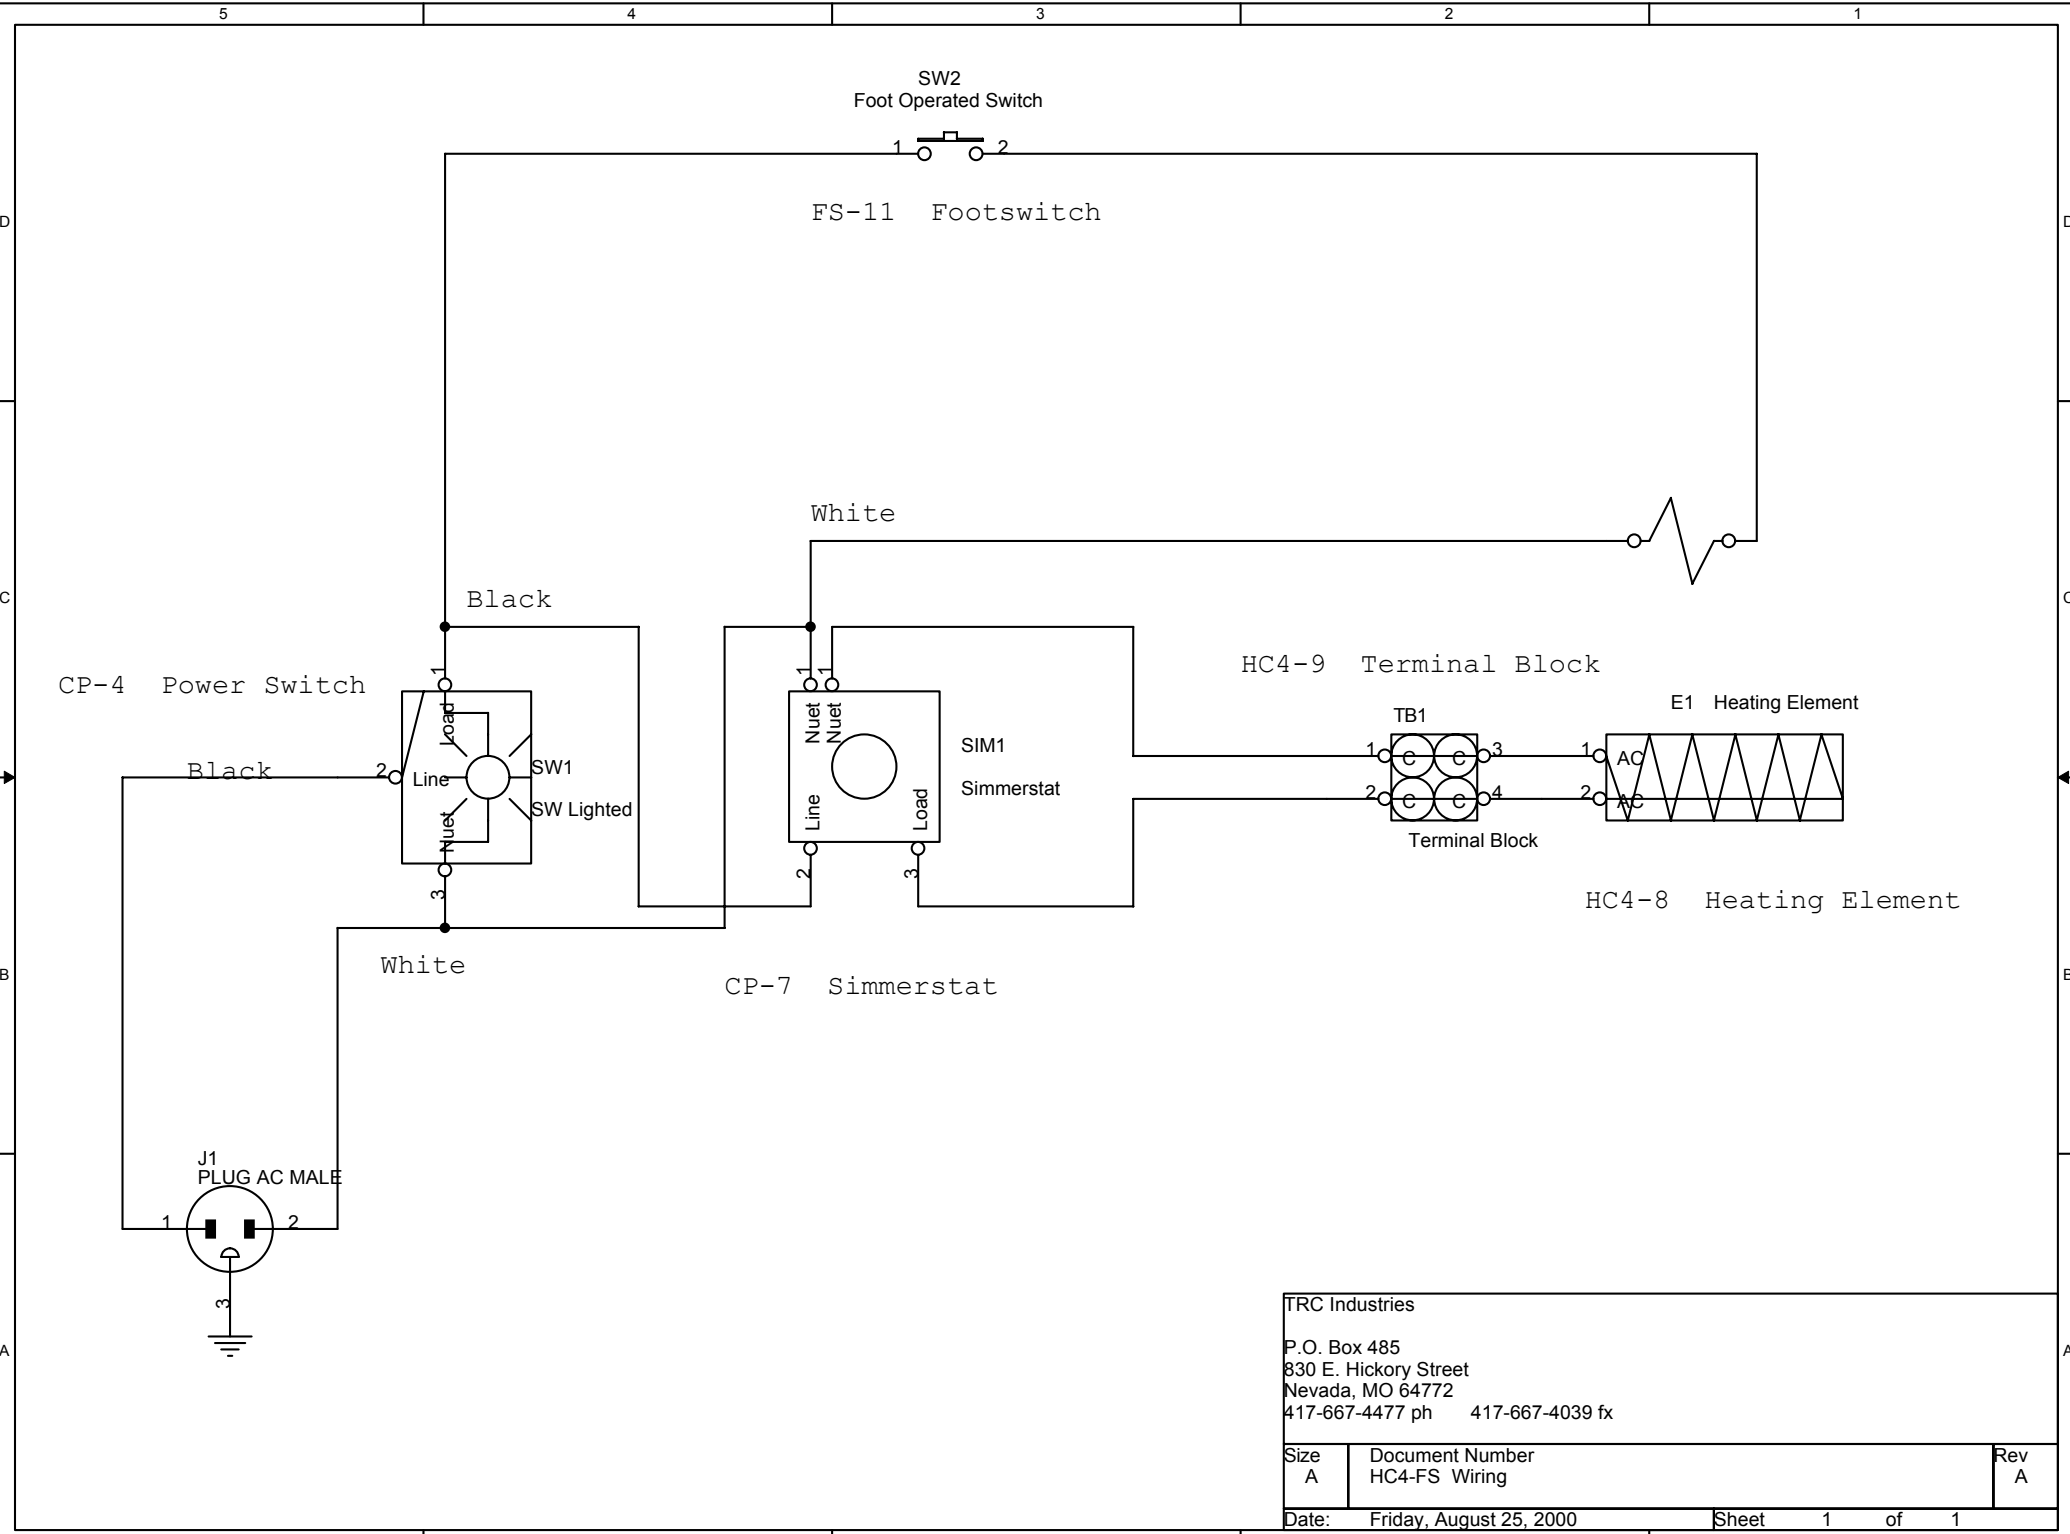 5 4 3 2 1
SW2
Foot Operated Switch
1 2
FS-11 Footswitch
D D
White
C C
Black
CP-4 Power Switch
1
Load
Black
2
Line
SW1
SW Lighted
Nuet
3
White
1 1
Nuet
Nuet
SIM1
Simmerstat
Line
Load
2
3
CP-7 Simmerstat
HC4-9 Terminal Block
TB1
1 C C 3
2 C C 4
Terminal Block
E1 Heating Element
1 AC
2 AC
HC4-8 Heating Element
B B
J1
PLUG AC MALE
1 2
3
A A
TRC Industries
P.O. Box 485
830 E. Hickory Street
Nevada, MO 64772
417-667-4477 ph 417-667-4039 fx
Size Document Number Rev
A HC4-FS Wiring A
Date: Friday, August 25, 2000 Sheet 1 of 1